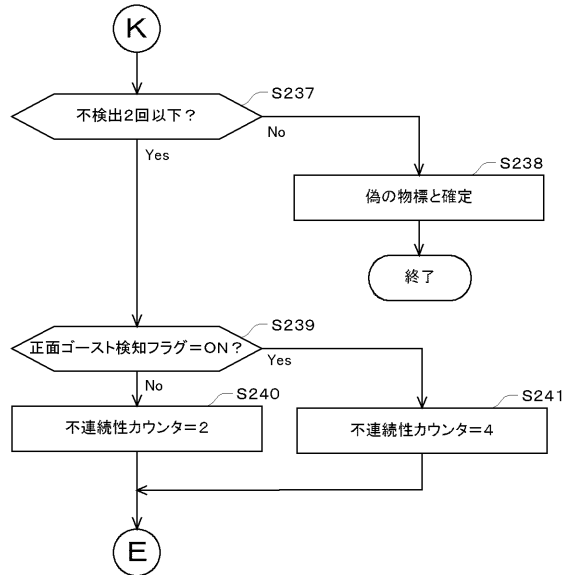 K
S237
不検出2回以下？
No
Yes
S238
偽の物標と確定
終了
S239
正面ゴースト検知フラグ＝ON？
Yes
No
S240
S241
不連続性カウンタ＝2
不連続性カウンタ＝4
E